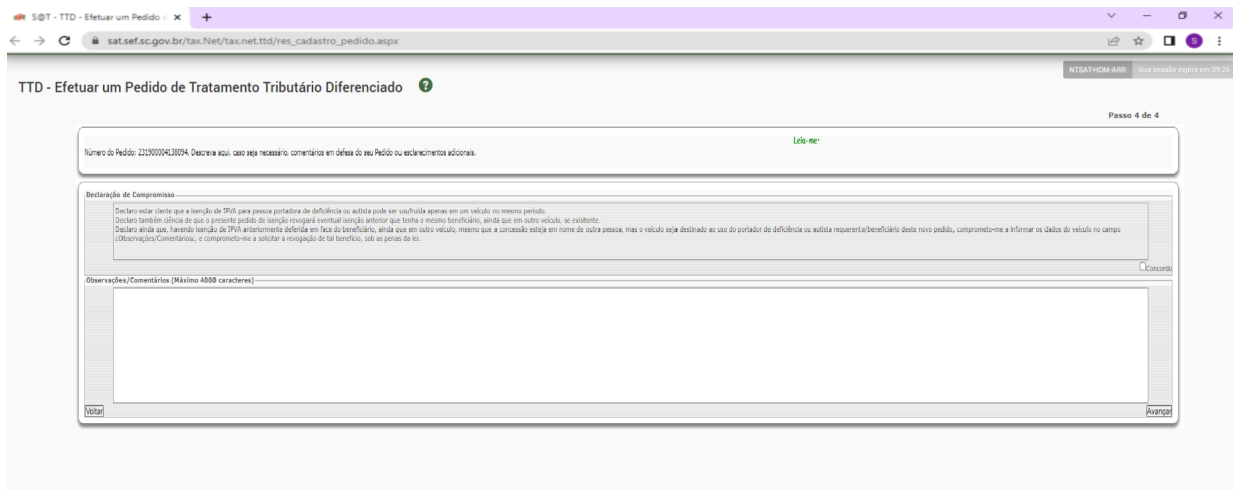 S@T - TTD - Efetuar um Pedido d
sat.sef.sc.gov.br/tax.Net/tax.net.ttd/res_cadastro_pedido.aspx
S
NTSAT-HOM-ARR Sua sessão expira em 39:25
TTD - Efetuar um Pedido de Tratamento Tributário Diferenciado ?
Passo 4 de 4
Leia-me·
Número do Pedido: 231900004138094. Descreva aqui, caso seja necessário, comentários em defesa do seu Pedido ou esclarecimentos adicionais.
Declaração de Compromisso
Declaro estar ciente que a isenção de IPVA para pessoa portadora de deficiência ou autista pode ser usufruída apenas em um veículo no mesmo período.
Declaro também ciência de que o presente pedido de isenção revogará eventual isenção anterior que tenha o mesmo beneficiário, ainda que em outro veículo, se existente.
Declaro ainda que, havendo isenção de IPVA anteriormente deferida em face do beneficiário, ainda que em outro veículo, mesmo que a concessão esteja em nome de outra pessoa, mas o veículo seja destinado ao uso do portador de deficiência ou autista requerente/beneficiário deste novo pedido, comprometo-me a informar os dados do veículo no campo
¿Observações/Comentários¿, e comprometo-me a solicitar a revogação de tal benefício, sob as penas da lei.
Concordo
Observações/Comentários (Máximo 4000 caracteres)
Voltar
Avançar